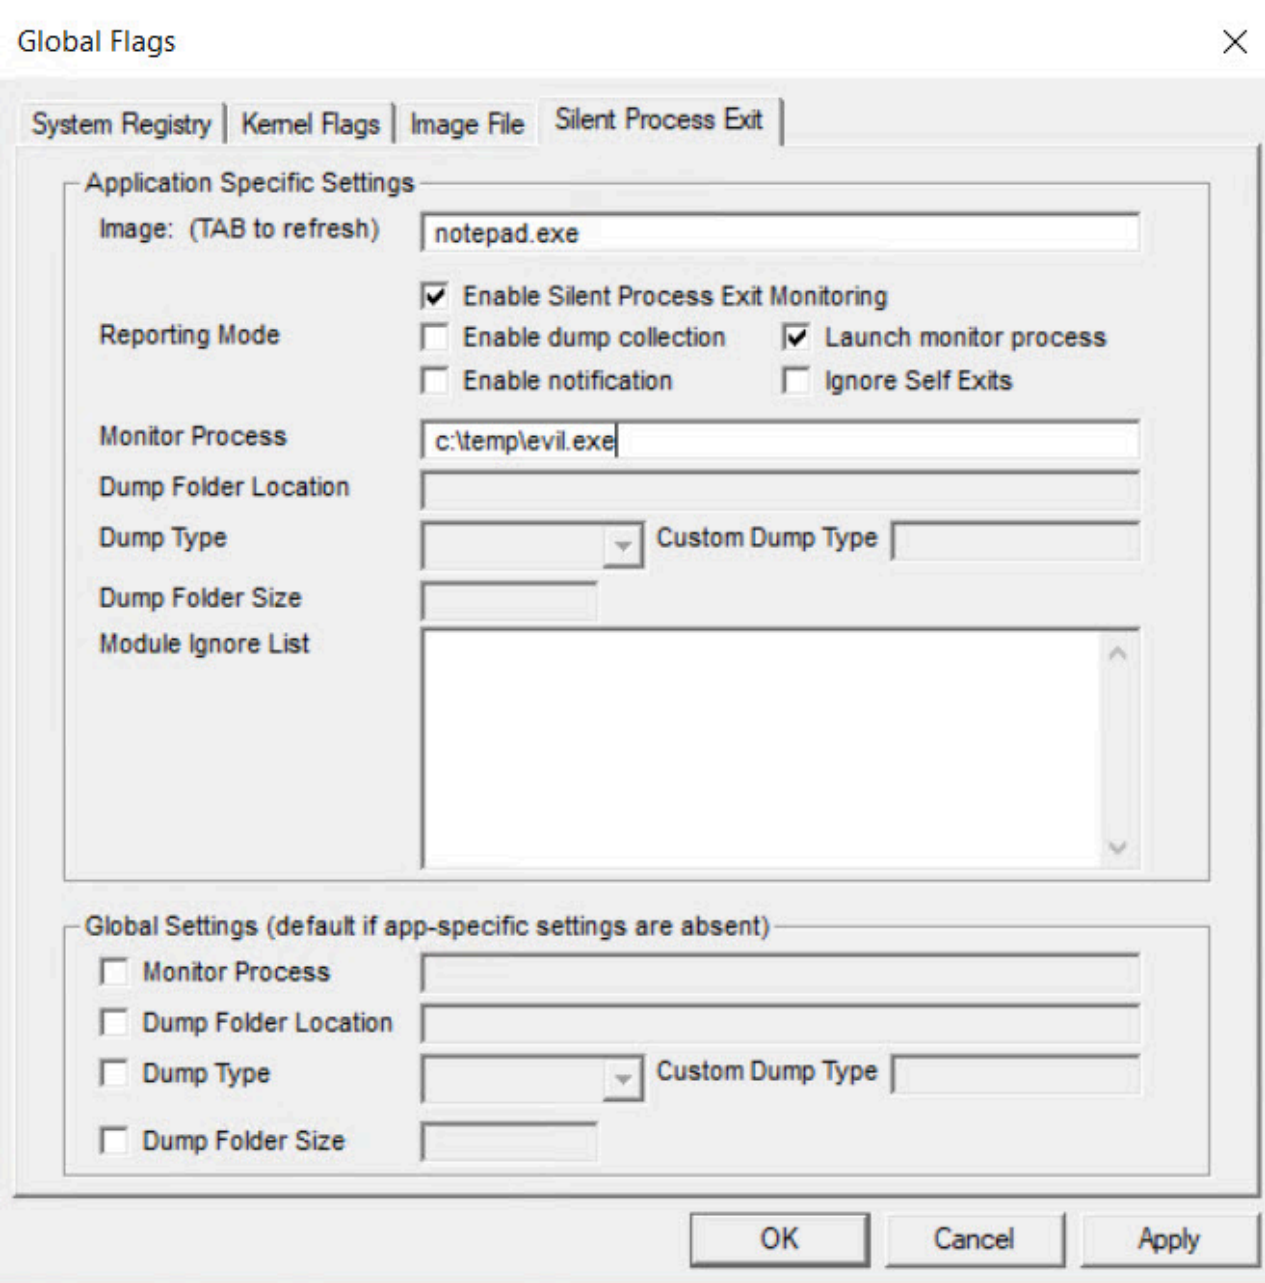 Global Flags
System Registry Kernel Flags Image File Silent Process Exit
Application Specific Settings
Image: (TAB to refresh) notepad.exe
Enable Silent Process Exit Monitoring
Reporting Mode Enable dump collection Launch monitor process
Enable notification Ignore Self Exits
Monitor Process c:\temp\evil.exe
Dump Folder Location
Dump Type Custom Dump Type
Dump Folder Size
Module Ignore List
Global Settings (default if app-specific settings are absent)
Monitor Process
Dump Folder Location
Dump Type Custom Dump Type
Dump Folder Size
OK Cancel Apply